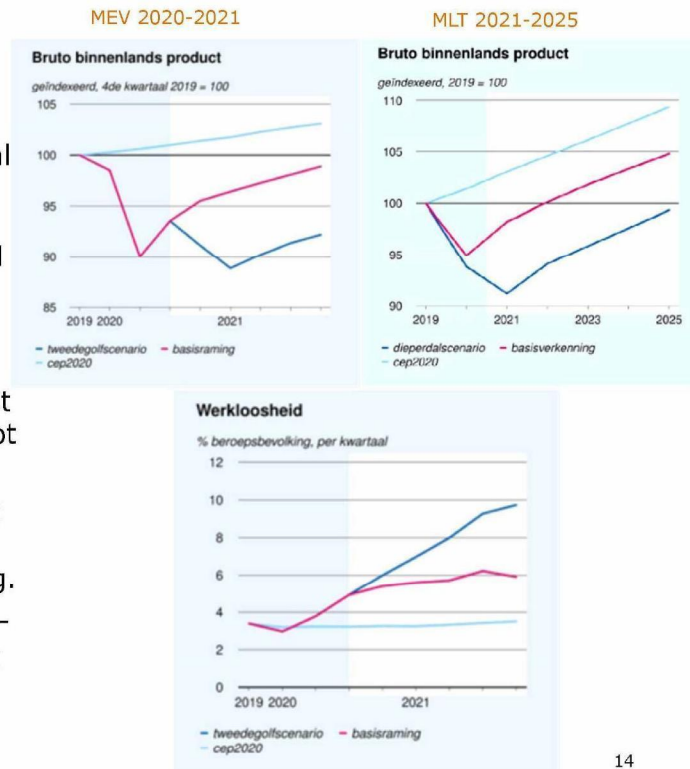 MEV 2020-2021
MLT 2021-2025
Bruto binnenlands product
geïndexeerd, 4de kwartaal 2019 = 100
105
100
95
90
85
2019 2020
2021
tweedegolfscenario
basisraming
cep2020
Bruto binnenlands product
geïndexeerd, 2019 = 100
110
105
100
95
90
2019
2021
2023
2025
dieperdalscenario
basisverkenning
cep2020
Werkloosheid
% beroepsbevolking, per kwartaal
12
10
8
6
4
2
0
2019 2020
2021
tweedegolfscenario
basisraming
cep2020
14